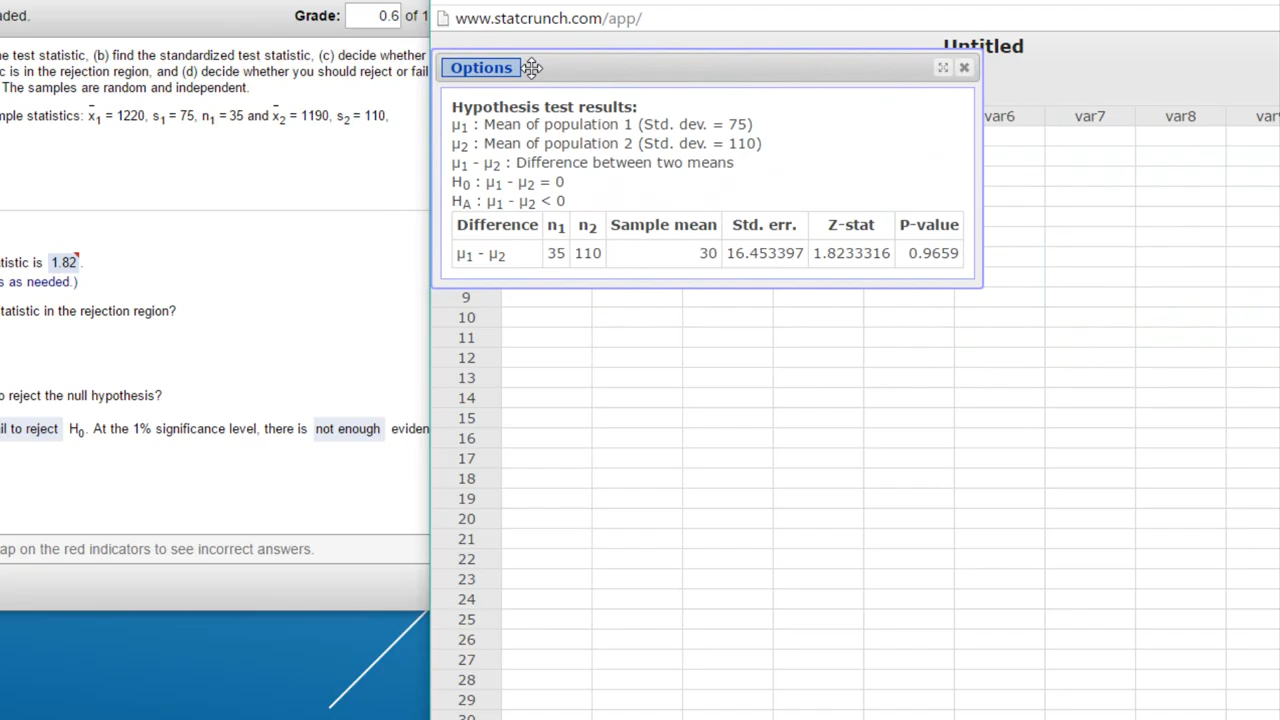 aded.
Grade: 0.6 of 1
he test statistic, (b) find the standardized test statistic, (c) decide whether
c is in the rejection region, and (d) decide whether you should reject or fail
The samples are random and independent.
mple statistics: x̄1 = 1220, s1 = 75, n1 = 35 and x̄2 = 1190, s2 = 110,
tistic is 1.82.
s as needed.)
tatistic in the rejection region?
o reject the null hypothesis?
il to reject H0. At the 1% significance level, there is not enough eviden
ap on the red indicators to see incorrect answers.
www.statcrunch.com/app/
Untitled
Options
Hypothesis test results:
μ1 : Mean of population 1 (Std. dev. = 75)
μ2 : Mean of population 2 (Std. dev. = 110)
μ1 - μ2 : Difference between two means
H0 : μ1 - μ2 = 0
HA : μ1 - μ2 < 0
Difference n1 n2 Sample mean Std. err. Z-stat P-value
μ1 - μ2 35 110 30 16.453397 1.8233316 0.9659
var6 var7 var8 var9
9
10
11
12
13
14
15
16
17
18
19
20
21
22
23
24
25
26
27
28
29
30